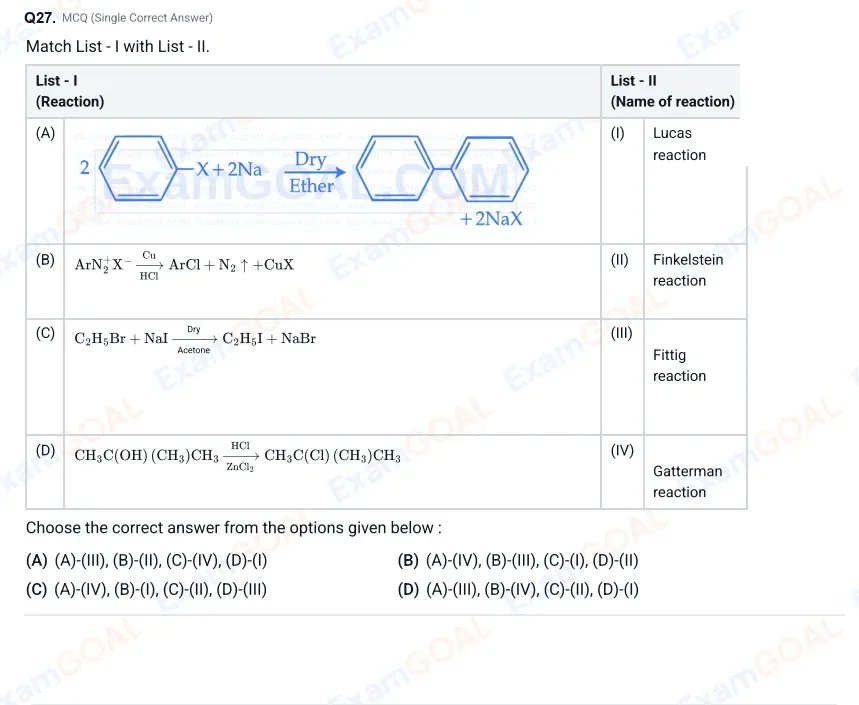 Q27. MCQ (Single Correct Answer)
Match List - I with List - II.
List - I
(Reaction)
List - II
(Name of reaction)
(A)
2 -X + 2Na Dry Ether
+ 2NaX
(I)
Lucas
reaction
(B)
ArN₂⁺X⁻ Cu HCl → ArCl + N₂ ↑ +CuX
(II)
Finkelstein
reaction
(C)
C₂H₅Br + NaI Dry Acetone → C₂H₅I + NaBr
(III)
Fittig
reaction
(D)
CH₃C(OH) (CH₃)CH₃ HCl ZnCl₂ → CH₃C(Cl) (CH₃)CH₃
(IV)
Gatterman
reaction
Choose the correct answer from the options given below :
(A) (A)-(III), (B)-(II), (C)-(IV), (D)-(I)
(B) (A)-(IV), (B)-(III), (C)-(I), (D)-(II)
(C) (A)-(IV), (B)-(I), (C)-(II), (D)-(III)
(D) (A)-(III), (B)-(IV), (C)-(II), (D)-(I)
ExamGOAL
ExamGOAL.COM